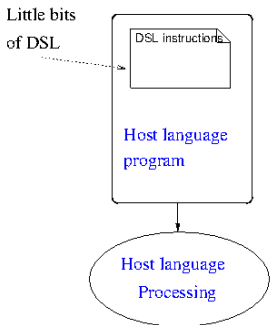 Little bits
of DSL
DSL instructions
Host language
program
Host language
Processing